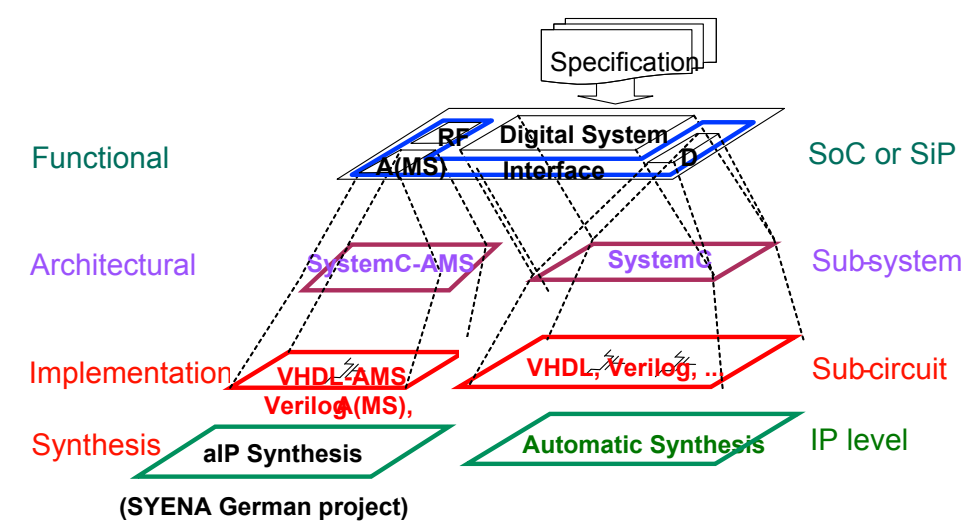 Specification
Functional
RF
Digital System
A(MS)
Interface
D
SoC or SiP
Architectural
SystemC-AMS
SystemC
Sub-system
Implementation
VHDL-AMS
Verilog A(MS),
VHDL, Verilog, ...
Sub-circuit
Synthesis
aIP Synthesis
Automatic Synthesis
IP level
(SYENA German project)